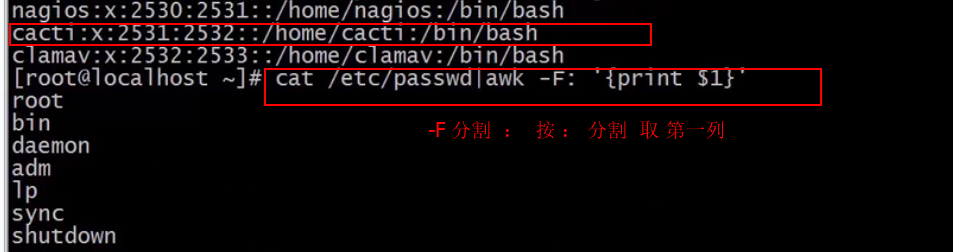 nagios:x:2530:2531::/home/nagios:/bin/bash
cacti:x:2531:2532::/home/cacti:/bin/bash
clamav:x:2532:2533::/home/clamav:/bin/bash
[root@localhost ~]# cat /etc/passwd|awk -F: '{print $1}'
root
bin
daemon
adm
lp
sync
shutdown
-F 分割 ： 按 ： 分割 取 第一列